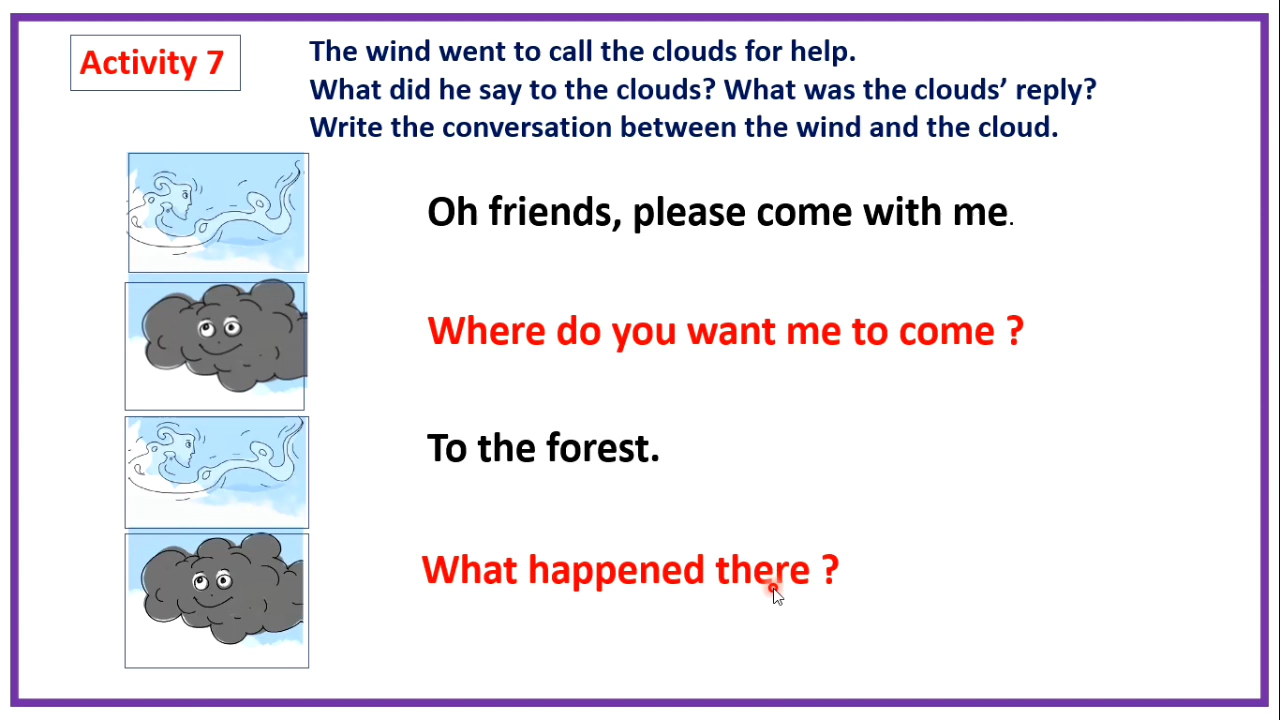 Activity 7
The wind went to call the clouds for help.
What did he say to the clouds? What was the clouds’ reply?
Write the conversation between the wind and the cloud.
Oh friends, please come with me.
Where do you want me to come ?
To the forest.
What happened there ?